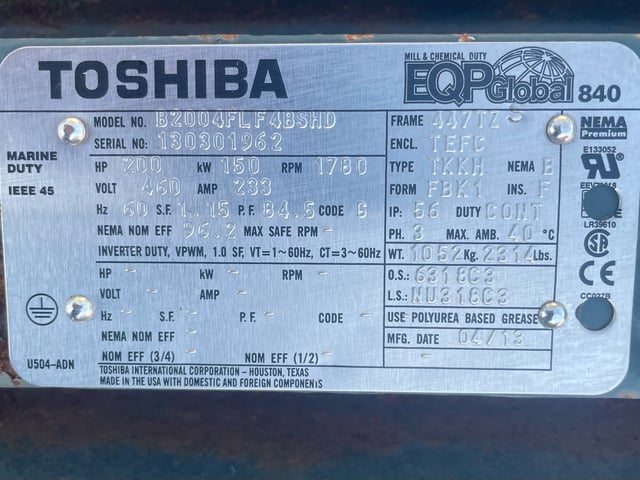 TOSHIBA
MILL & CHEMICAL DUTY
EQP Global 840
MODEL NO. B2004FLF4BSHD
SERIAL NO: 130301962
MARINE DUTY
IEEE 45
HP 200 kW 150 RPM 1780
VOLT 460 AMP 233
Hz 60 S.F. 1.15 P.F. 84.5 CODE G
NEMA NOM EFF 96.2 MAX SAFE RPM -
INVERTER DUTY, VPWM, 1.0 SF, VT=1~60Hz, CT=3~60Hz
HP - kW - RPM -
VOLT - AMP -
Hz - S.F. - P.F. - CODE -
NEMA NOM EFF -
NOM EFF (3/4) - NOM EFF (1/2) -
U504-ADN
TOSHIBA INTERNATIONAL CORPORATION - HOUSTON, TEXAS
MADE IN THE USA WITH DOMESTIC AND FOREIGN COMPONENTS
FRAME 447TZ S
ENCL. TEFC
TYPE TKKH NEMA B
FORM FBK1 INS. F
IP: 56 DUTY CONT
PH. 3 MAX. AMB. 40 °C
WT. 1052 Kg. 2314 Lbs.
O.S.: 6318C3
L.S.: NU318C3
USE POLYUREA BASED GREASE
MFG. DATE 04/13
-
-
NEMA
Premium
E133052
UR
LR39610
CSA
CE